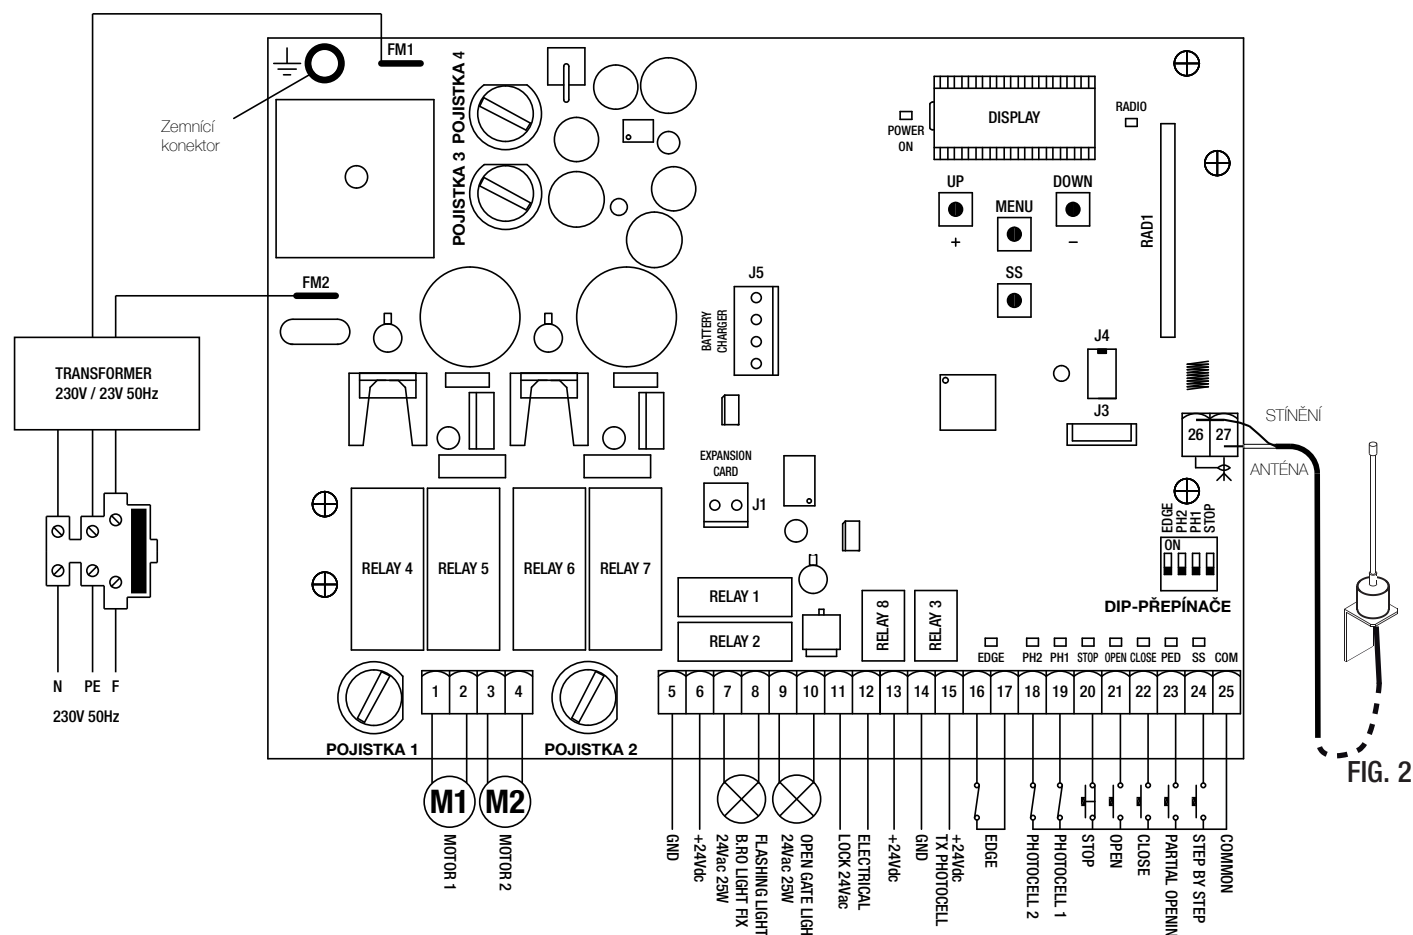 FM1
Zemnící
konektor
POJISTKA 3 POJISTKA 4
POWER
ON
DISPLAY
RADIO
UP
DOWN
MENU
+
–
SS
RAD1
FM2
J5
BATTERY
CHARGER
TRANSFORMER
230V / 23V 50Hz
J4
J3
STÍNĚNÍ
26 27
ANTÉNA
EXPANSION
CARD
J1
EDGE
PH2
PH1
STOP
ON
DIP-PŘEPÍNAČE
RELAY 4
RELAY 5
RELAY 6
RELAY 7
RELAY 1
RELAY 2
RELAY 8
RELAY 3
EDGE PH2 PH1 STOP OPEN CLOSE PED SS COM
N PE F
230V 50Hz
1 2 3 4
5 6 7 8 9 10 11 12 13 14 15 16 17 18 19 20 21 22 23 24 25
POJISTKA 1
POJISTKA 2
FIG. 2
M1 M2
MOTOR 1
MOTOR 2
GND
+24Vdc
FLASHING LIGHT
B.RO LIGHT FIX
24Vac 25W
OPEN GATE LIGH
24Vac 25W
ELECTRICAL
LOCK 24Vac
+24Vdc
GND
+24Vdc
TX PHOTOCELL
EDGE
PHOTOCELL 2
PHOTOCELL 1
STOP
OPEN
CLOSE
PARTIAL OPENIN
STEP BY STEP
COMMON